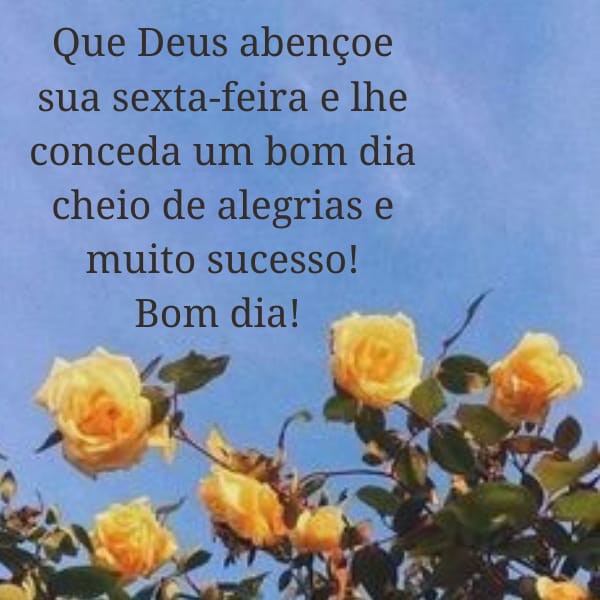 Que Deus abençoe
sua sexta-feira e lhe
conceda um bom dia
cheio de alegrias e
muito sucesso!
Bom dia!